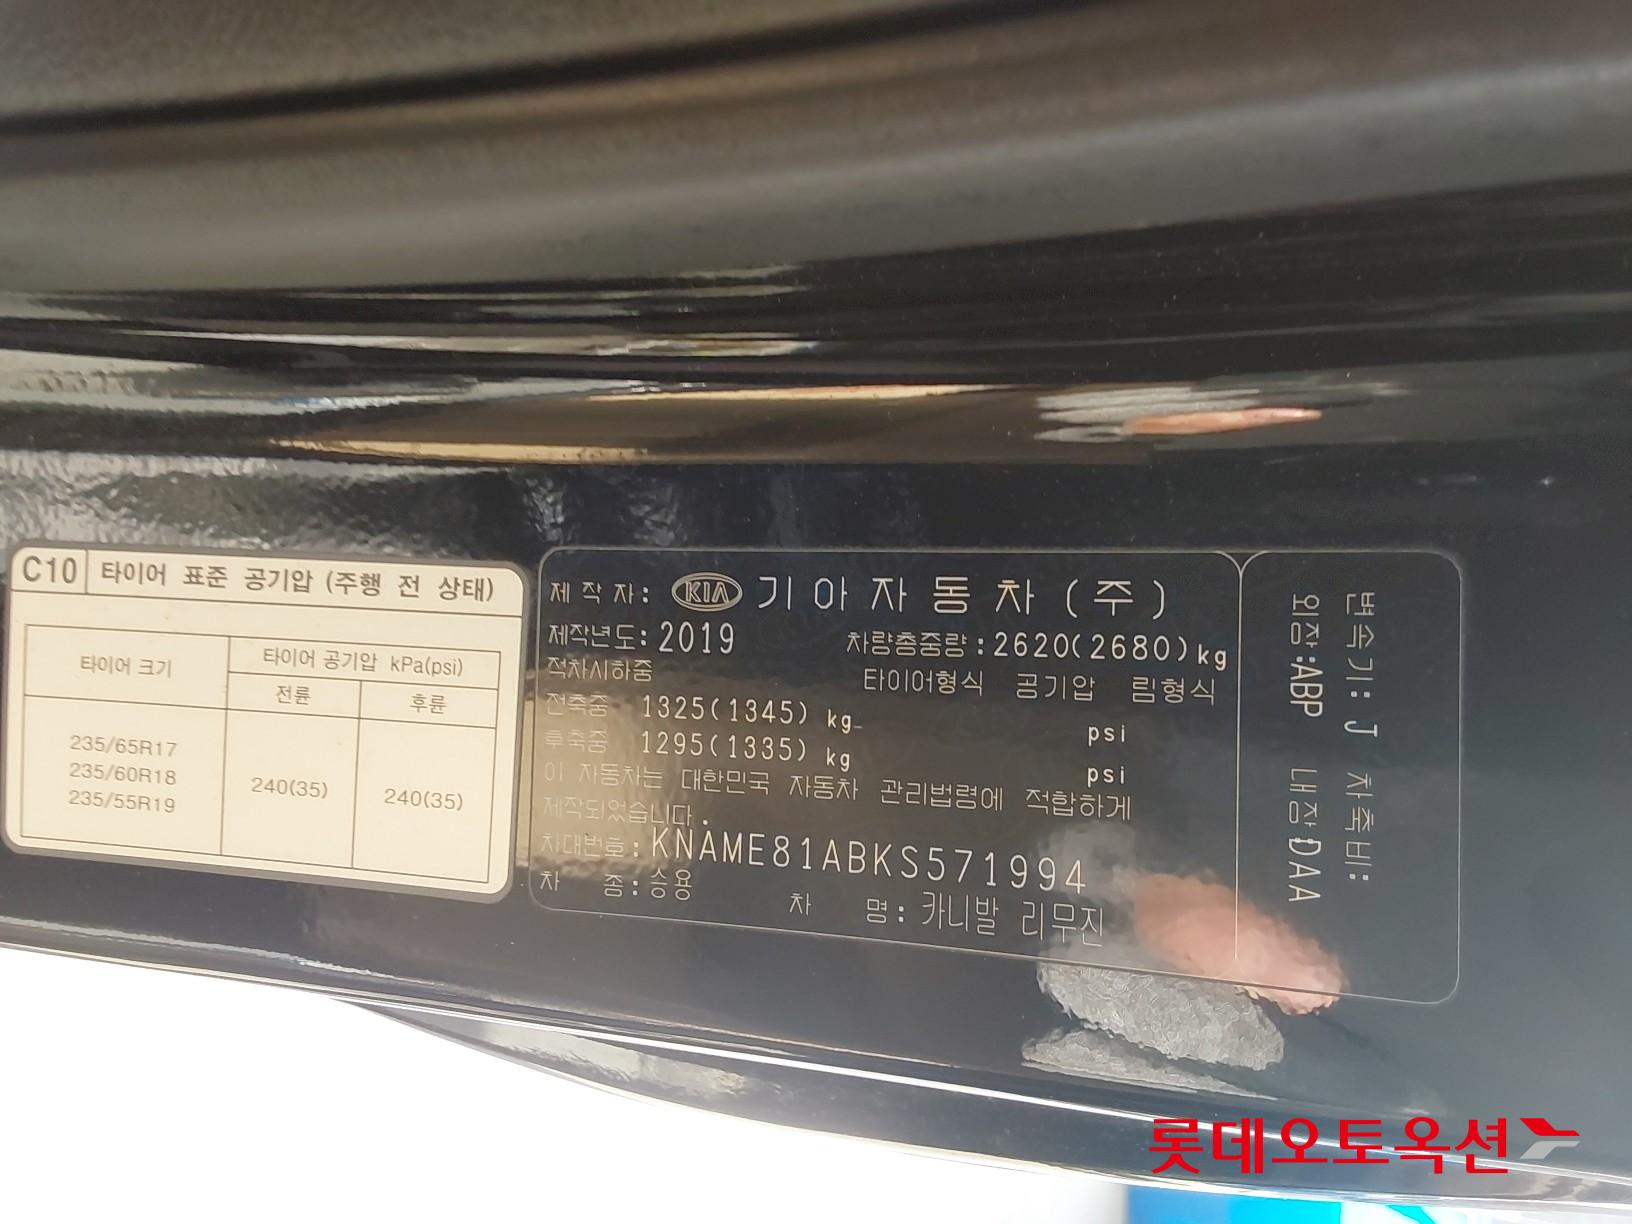 C10 타이어 표준 공기압 (주행 전 상태)
타이어 크기
타이어 공기압 kPa(psi)
전륜 후륜
235/65R17
235/60R18
235/55R19
240(35) 240(35)
제작자: KIA 기아자동차(주)
제작년도: 2019 차량총중량: 2620(2680)kg
적차시하중 타이어형식 공기압 림형식
전축중 1325(1345) kg psi
후축중 1295(1335) kg psi
이 자동차는 대한민국 자동차 관리법령에 적합하게
제작되었습니다.
차대번호: KNAME81ABKS571994
차 종: 승용 차 명: 카니발 리무진
변속기: J 차축비:
외장:ABP 내장:DAA
롯데오토옥션